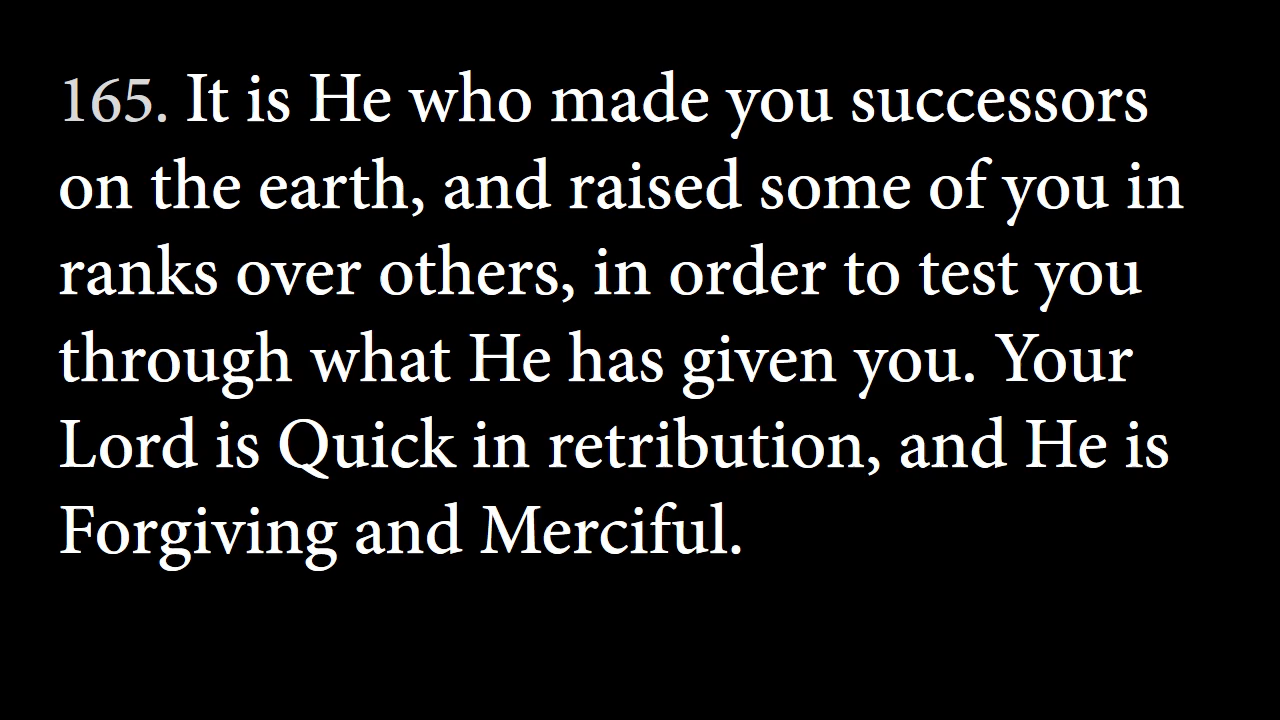 165. It is He who made you successors
on the earth, and raised some of you in
ranks over others, in order to test you
through what He has given you. Your
Lord is Quick in retribution, and He is
Forgiving and Merciful.